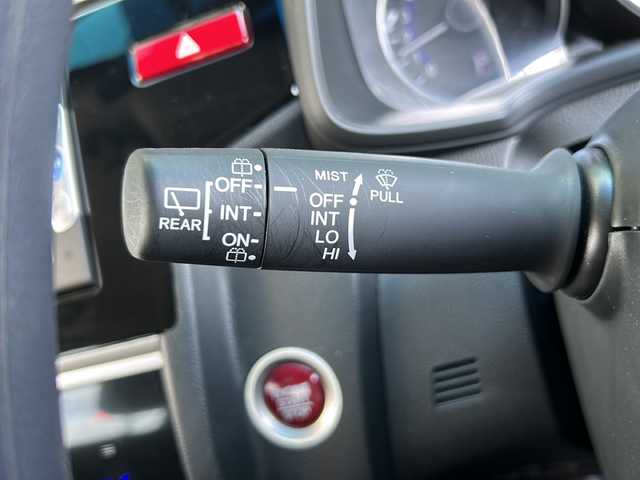 REAR
OFF
INT
ON
MIST
OFF
INT
LO
HI
PULL